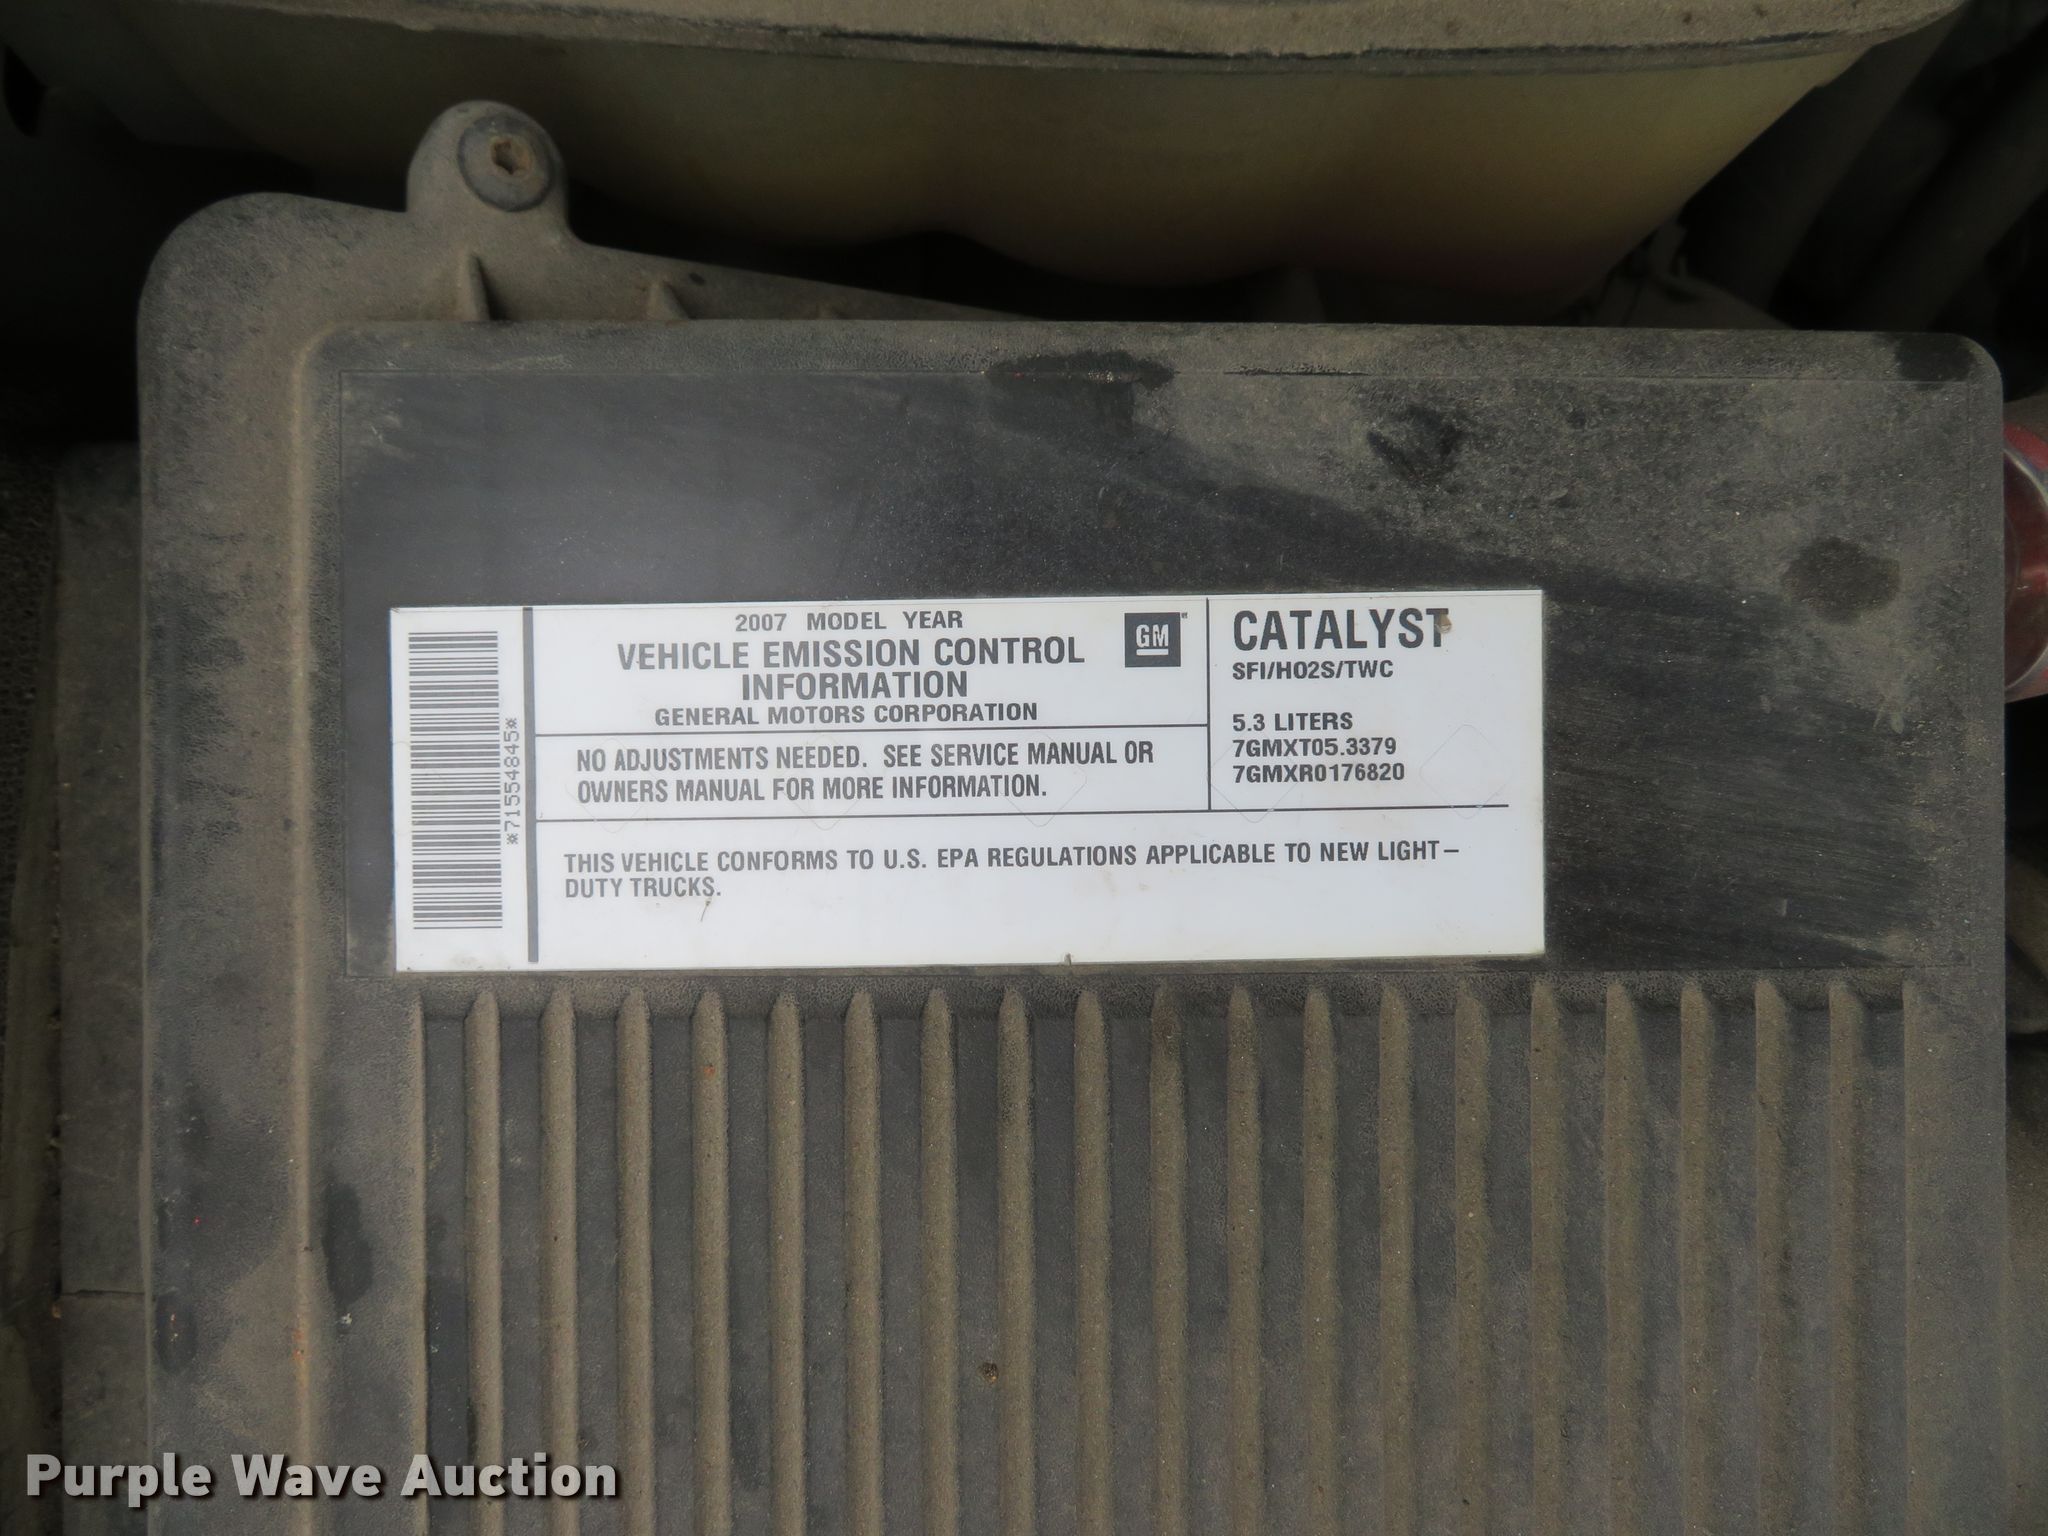 2007 MODEL YEAR
VEHICLE EMISSION CONTROL
INFORMATION
GENERAL MOTORS CORPORATION
GM
NO ADJUSTMENTS NEEDED. SEE SERVICE MANUAL OR
OWNERS MANUAL FOR MORE INFORMATION.
CATALYST
SFI/HO2S/TWC
5.3 LITERS
7GMXT05.3379
7GMXR0176820
THIS VEHICLE CONFORMS TO U.S. EPA REGULATIONS APPLICABLE TO NEW LIGHT-
DUTY TRUCKS.
*71554845*
Purple Wave Auction